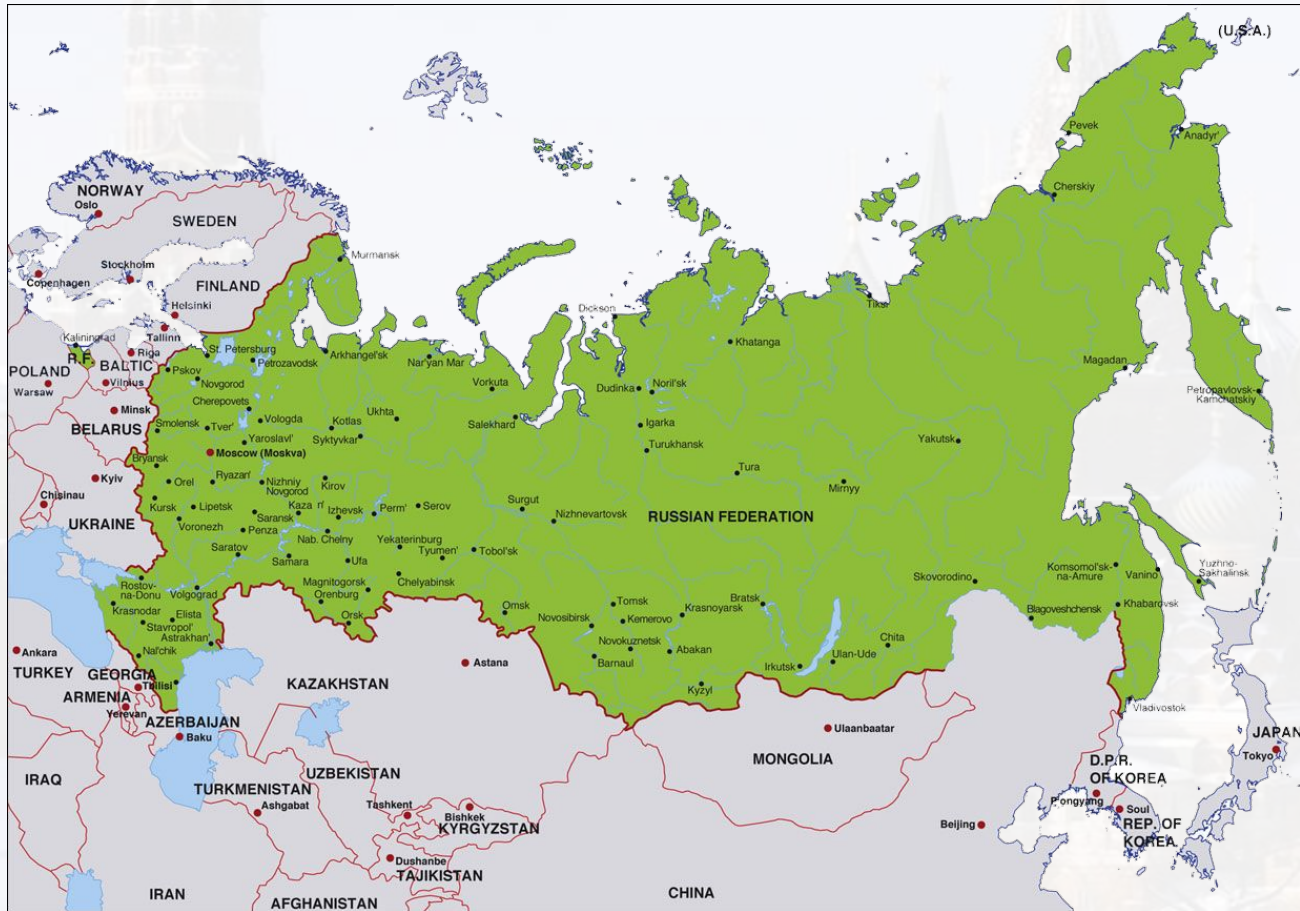 (U.S.A.)
Pevek
Anadyr'
Cherskiy
NORWAY
Oslo
SWEDEN
Murmansk
Stockholm
Copenhagen
FINLAND
Helsinki
Dickson
Tiksi
Tallinn
Kaliningrad
R.F.
Riga
BALTIC
St. Petersburg
Petrozavodsk
Arkhangel'sk
Nar'yan Mar
Khatanga
Magadan
POLAND
Warsaw
Vilnius
Pskov
Novgorod
Vorkuta
Dudinka
Noril'sk
Petropavlovsk-
Kamchatskiy
Minsk
Cherepovets
Vologda
Kotlas
Ukhta
Salekhard
Igarka
BELARUS
Smolensk
Tver'
Yaroslavl'
Syktyvkar
Turukhansk
Yakutsk
Moscow (Moskva)
Bryansk
Tura
Kyiv
Orel
Ryazan'
Nizhniy
Novgorod
Kirov
Mirnyy
Chisinau
Kursk
Lipetsk
Kaza n'
Izhevsk
Perm'
Serov
Surgut
UKRAINE
Voronezh
Saransk
Penza
Nizhnevartovsk
RUSSIAN FEDERATION
Nab. Chelny
Yekaterinburg
Saratov
Samara
Ufa
Tyumen'
Tobol'sk
Rostov-
na-Donu
Volgograd
Magnitogorsk
Chelyabinsk
Orenburg
Skovorodino
Komsomol'sk-
na-Amure
Vanino
Yuzhno-
Sakhalinsk
Krasnodar
Elista
Stavropol'
Orsk
Omsk
Tomsk
Novosibirsk
Kemerovo
Krasnoyarsk
Bratsk
Blagoveshchensk
Khabarovsk
Astrakhan'
Nal'chik
Novokuznetsk
Barnaul
Abakan
Irkutsk
Ulan-Ude
Chita
Ankara
TURKEY
GEORGIA
Tbilisi
Astana
KAZAKHSTAN
Kyzyl
ARMENIA
Yerevan
Vladivostok
AZERBAIJAN
Baku
Ulaanbaatar
JAPAN
Tokyo
MONGOLIA
IRAQ
UZBEKISTAN
D.P.R.
OF KOREA
TURKMENISTAN
Ashgabat
Tashkent
Bishkek
KYRGYZSTAN
P'ongyang
Soul
REP. OF
KOREA
Beijing
Dushanbe
TAJIKISTAN
IRAN
AFGHANISTAN
CHINA